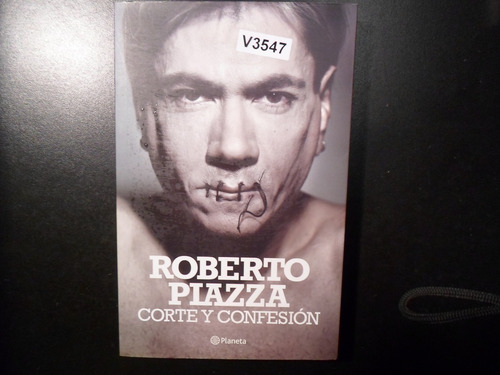 V3547
ROBERTO
PIAZZA
CORTE Y CONFESIÓN
Planeta